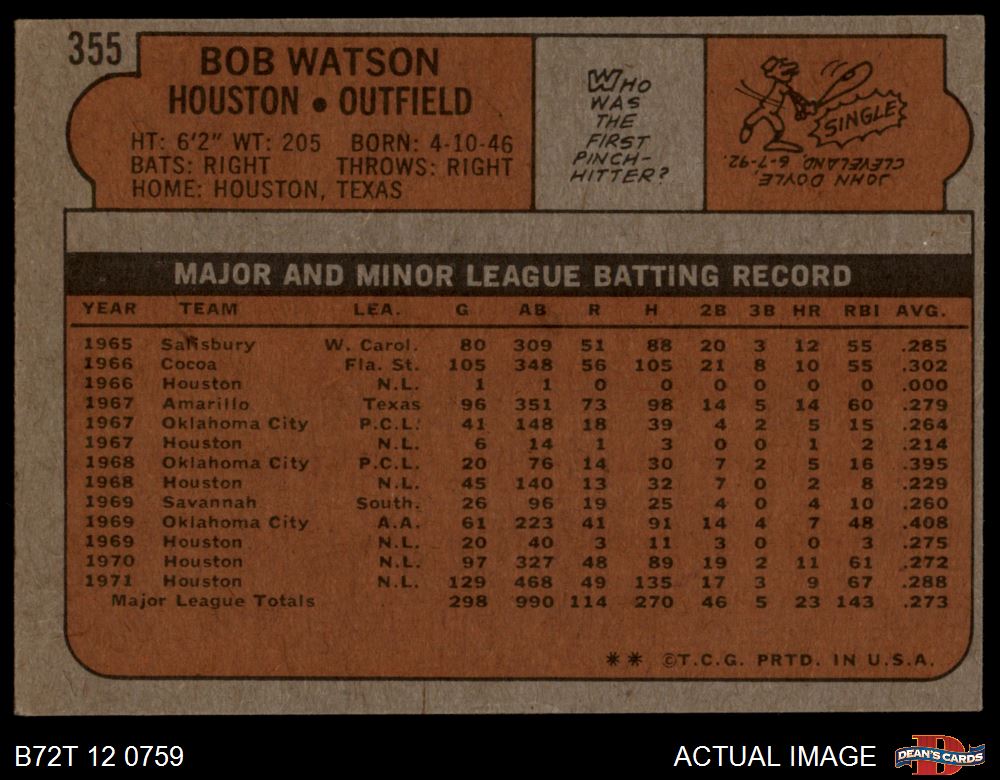 355
BOB WATSON
HOUSTON • OUTFIELD
HT: 6'2" WT: 205 BORN: 4-10-46
BATS: RIGHT THROWS: RIGHT
HOME: HOUSTON, TEXAS
WHO
WAS
THE
FIRST
PINCH-
HITTER?
SINGLE
JOHN DOYLE,
CLEVELAND, 6-7-92.
MAJOR AND MINOR LEAGUE BATTING RECORD
YEAR TEAM LEA. G AB R H 2B 3B HR RBI AVG.
1965 Salisbury W. Carol. 80 309 51 88 20 3 12 55 .285
1966 Cocoa Fla. St. 105 348 56 105 21 8 10 55 .302
1966 Houston N.L. 1 1 0 0 0 0 0 0 .000
1967 Amarillo Texas 96 351 73 98 14 5 14 60 .279
1967 Oklahoma City P.C.L. 41 148 18 39 4 2 5 15 .264
1967 Houston N.L. 6 14 1 3 0 0 1 2 .214
1968 Oklahoma City P.C.L. 20 76 14 30 7 2 5 16 .395
1968 Houston N.L. 45 140 13 32 7 0 2 8 .229
1969 Savannah South. 26 96 19 25 4 0 4 10 .260
1969 Oklahoma City A.A. 61 223 41 91 14 4 7 48 .408
1969 Houston N.L. 20 40 3 11 3 0 0 3 .275
1970 Houston N.L. 97 327 48 89 19 2 11 61 .272
1971 Houston N.L. 129 468 49 135 17 3 9 67 .288
Major League Totals 298 990 114 270 46 5 23 143 .273
** ©T.C.G. PRTD. IN U.S.A.
B72T 12 0759
ACTUAL IMAGE
D
DEAN'S CARDS